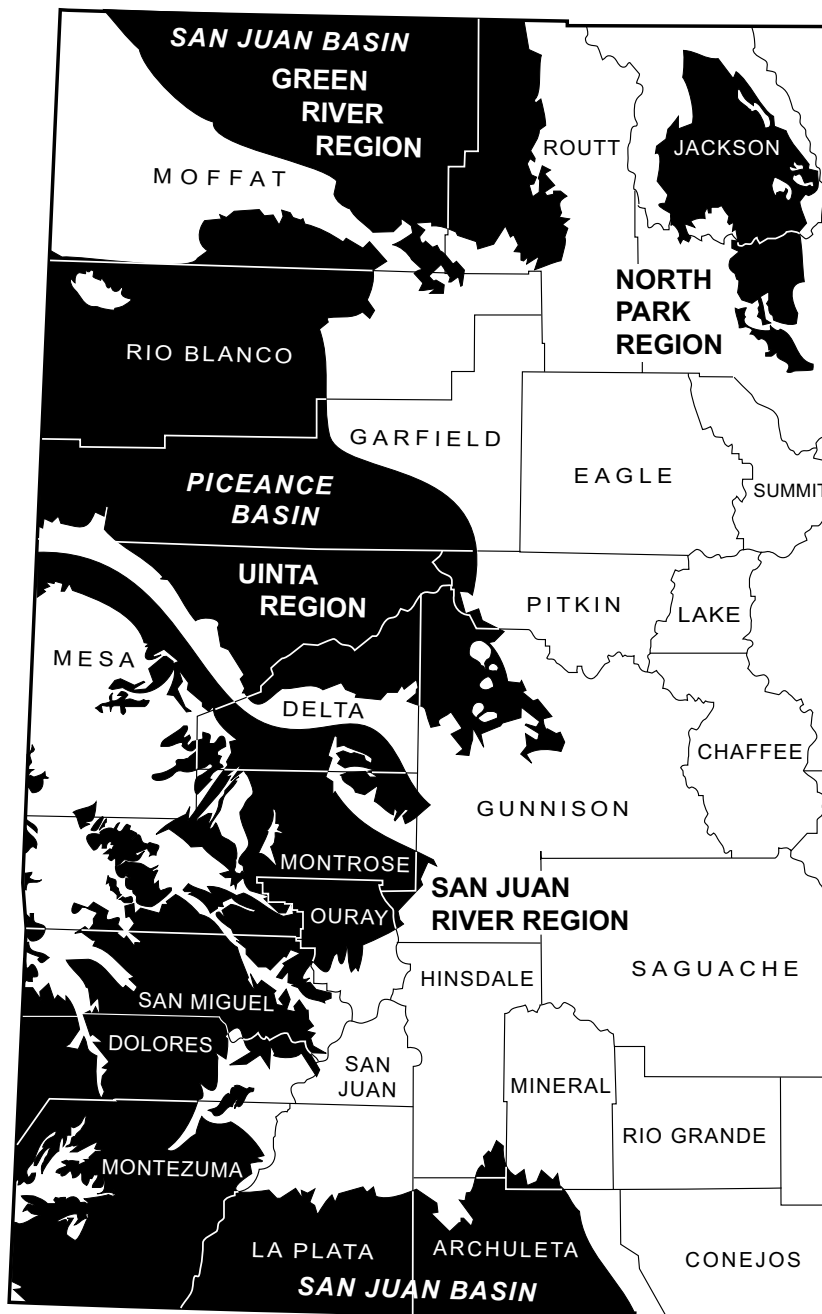 SAN JUAN BASIN
GREEN
RIVER
REGION
MOFFAT
ROUTT
JACKSON
NORTH
PARK
REGION
RIO BLANCO
GARFIELD
EAGLE
SUMMIT
PICEANCE
BASIN
UINTA
REGION
PITKIN
LAKE
MESA
DELTA
CHAFFEE
GUNNISON
MONTROSE
SAN JUAN
RIVER REGION
OURAY
SAGUACHE
HINSDALE
SAN MIGUEL
DOLORES
SAN
JUAN
MINERAL
RIO GRANDE
MONTEZUMA
LA PLATA
ARCHULETA
CONEJOS
SAN JUAN BASIN